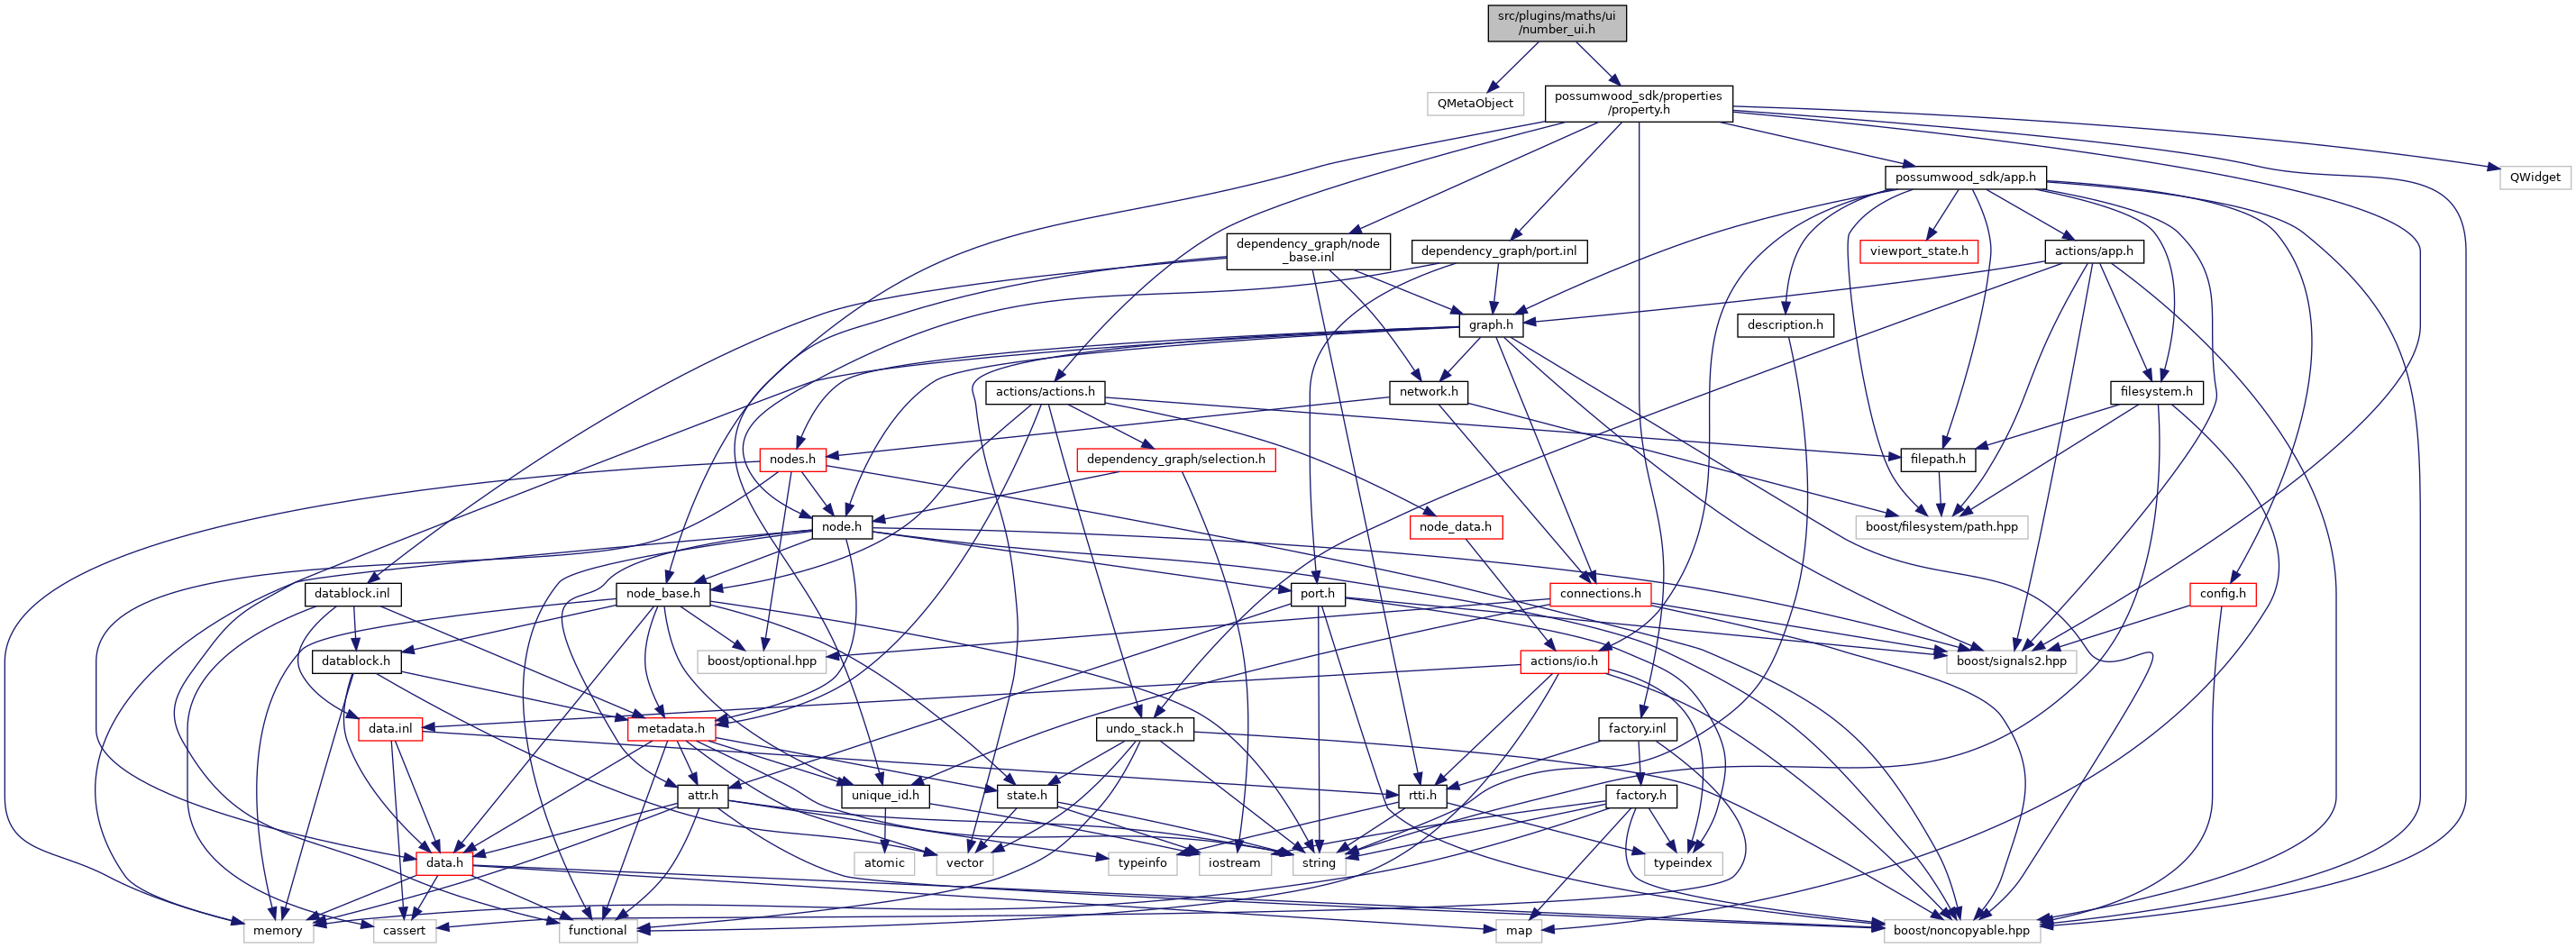 src/plugins/maths/ui
/number_ui.h
QMetaObject
possumwood_sdk/properties
/property.h
possumwood_sdk/app.h
QWidget
dependency_graph/node
_base.inl
dependency_graph/port.inl
viewport_state.h
actions/app.h
graph.h
description.h
actions/actions.h
network.h
filesystem.h
nodes.h
dependency_graph/selection.h
filepath.h
node.h
node_data.h
boost/filesystem/path.hpp
datablock.inl
node_base.h
port.h
connections.h
config.h
datablock.h
boost/optional.hpp
actions/io.h
boost/signals2.hpp
data.inl
metadata.h
undo_stack.h
factory.inl
attr.h
unique_id.h
state.h
rtti.h
factory.h
data.h
atomic
vector
typeinfo
iostream
string
typeindex
memory
cassert
functional
map
boost/noncopyable.hpp